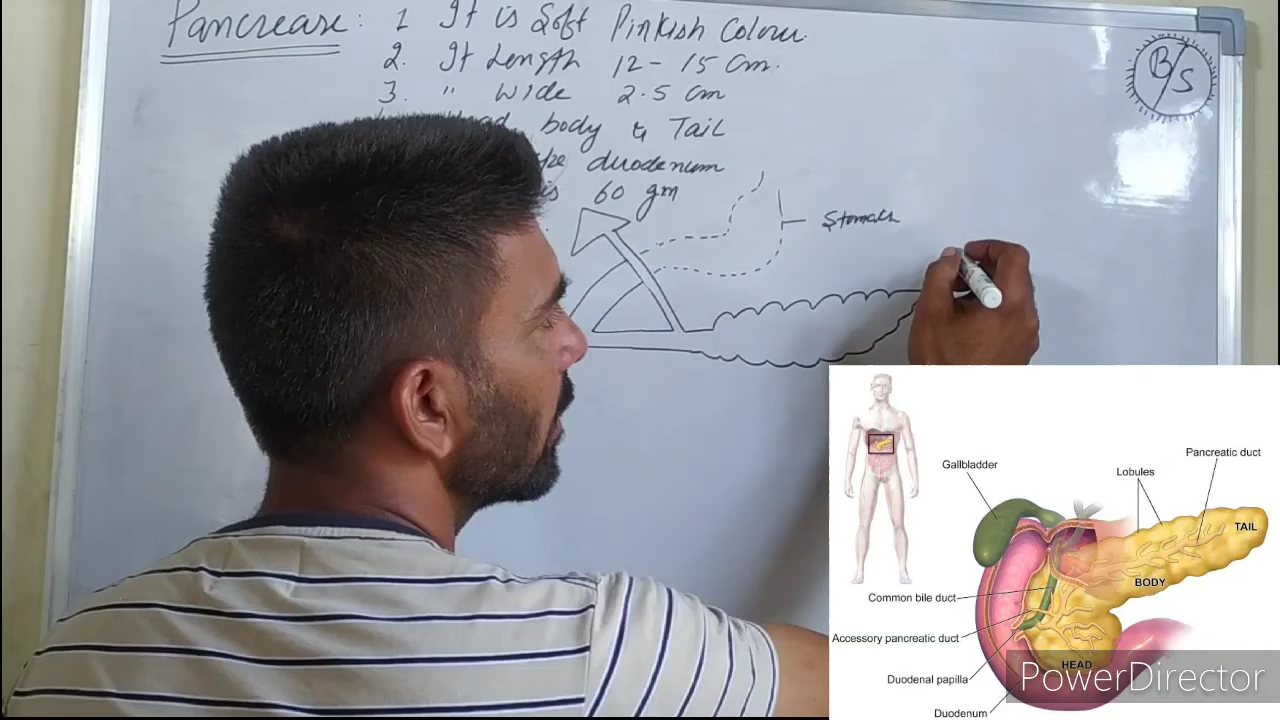 Pancrease :
1 It is Soft Pinkish Colour.
2. It Length 12 - 15 Cm.
3. " wide 2.5 cm
body & Tail
duodenum
is 60 gm
Stomach
B/S
Gallbladder
Lobules
Pancreatic duct
TAIL
BODY
Common bile duct
Accessory pancreatic duct
HEAD
Duodenal papilla
Duodenum
PowerDirector